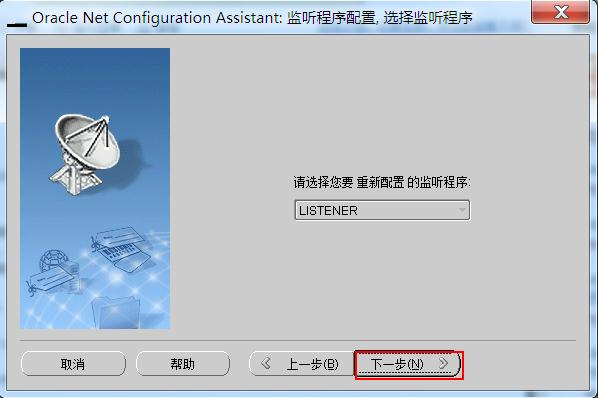 Oracle Net Configuration Assistant: 监听程序配置, 选择监听程序
请选择您要 重新配置 的监听程序:
LISTENER
取消 帮助 上一步(B) 下一步(N)